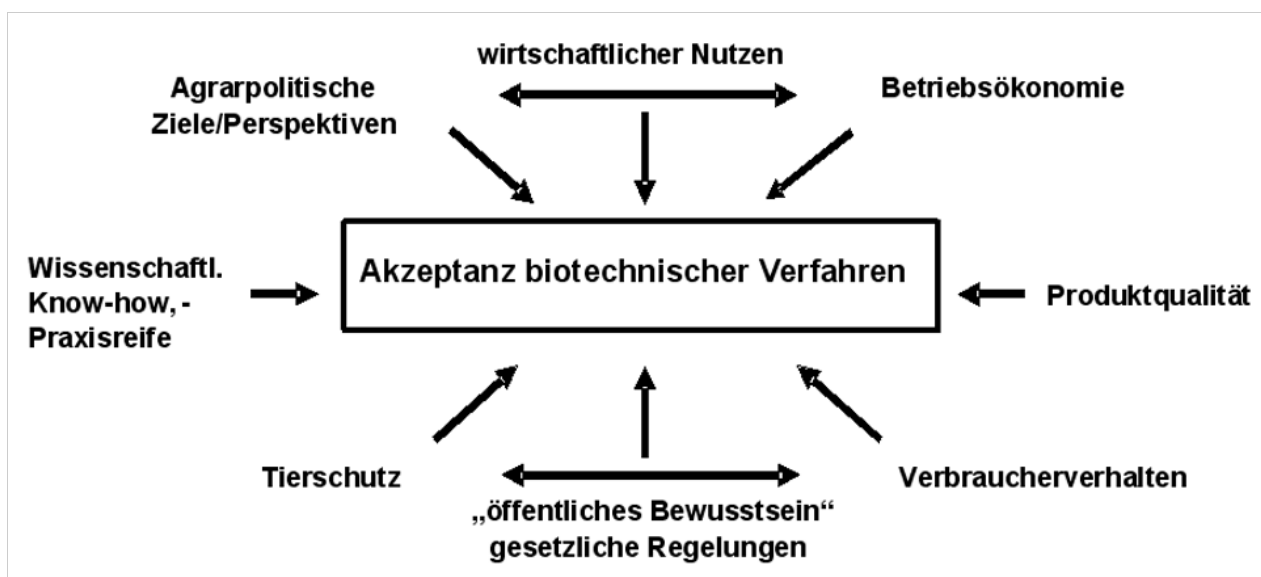 wirtschaftlicher Nutzen
Agrarpolitische
Ziele/Perspektiven
Betriebsökonomie
Akzeptanz biotechnischer Verfahren
Wissenschaftl.
Know-how, -
Praxisreife
Produktqualität
Tierschutz
Verbraucherverhalten
„öffentliches Bewusstsein“
gesetzliche Regelungen